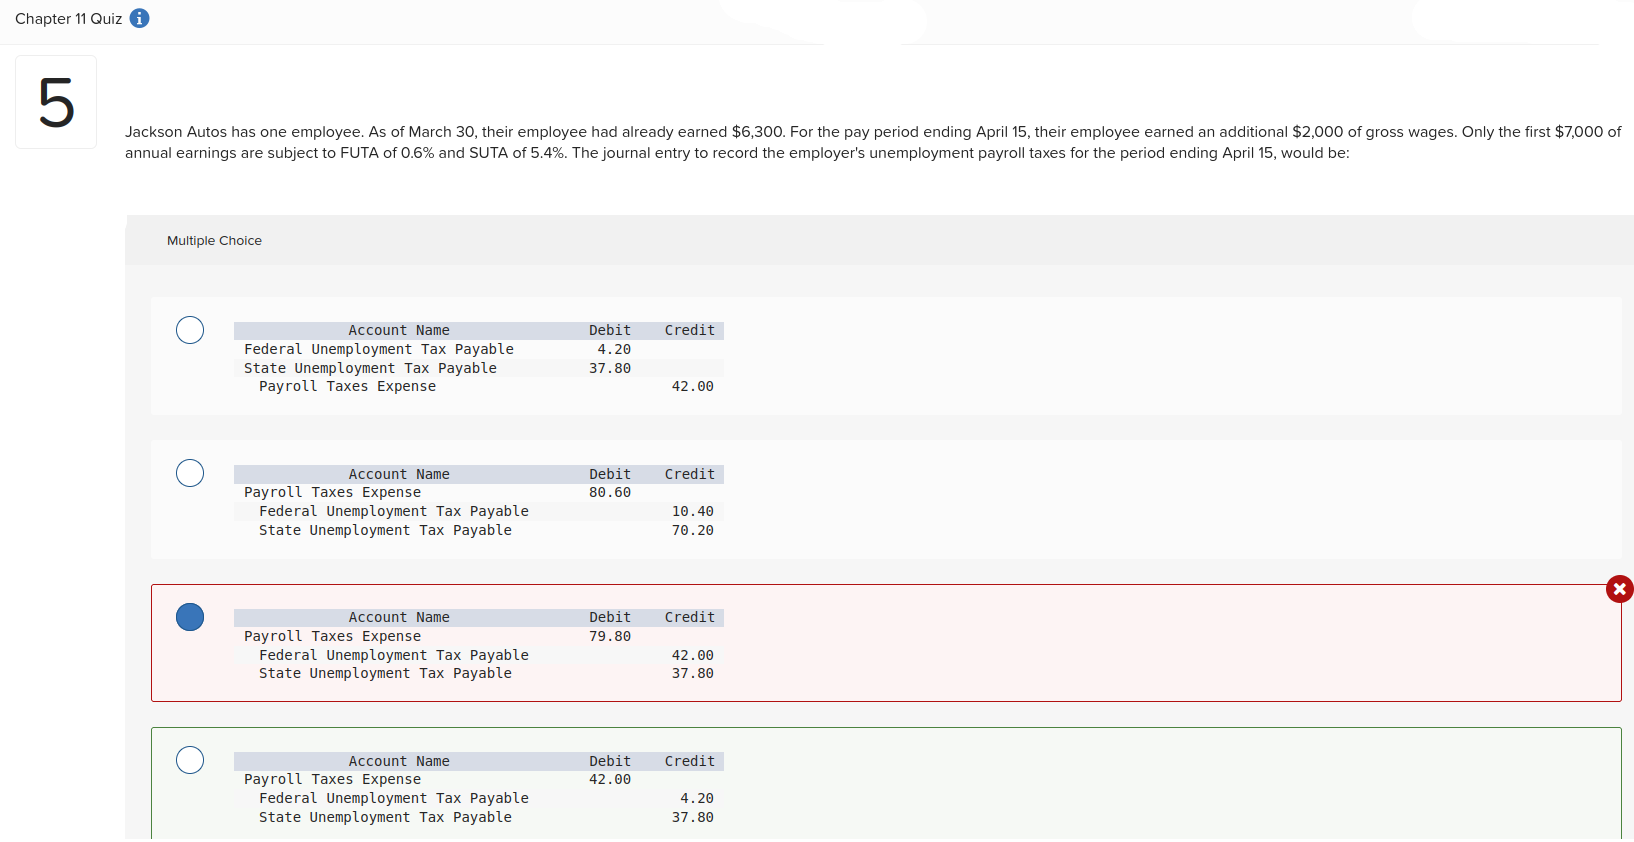 Chapter 11 Quiz i
5
Jackson Autos has one employee. As of March 30, their employee had already earned $6,300. For the pay period ending April 15, their employee earned an additional $2,000 of gross wages. Only the first $7,000 of
annual earnings are subject to FUTA of 0.6% and SUTA of 5.4%. The journal entry to record the employer's unemployment payroll taxes for the period ending April 15, would be:
Multiple Choice
Account Name Debit Credit
Federal Unemployment Tax Payable 4.20
State Unemployment Tax Payable 37.80
Payroll Taxes Expense 42.00
Account Name Debit Credit
Payroll Taxes Expense 80.60
Federal Unemployment Tax Payable 10.40
State Unemployment Tax Payable 70.20
Account Name Debit Credit
Payroll Taxes Expense 79.80
Federal Unemployment Tax Payable 42.00
State Unemployment Tax Payable 37.80
Account Name Debit Credit
Payroll Taxes Expense 42.00
Federal Unemployment Tax Payable 4.20
State Unemployment Tax Payable 37.80